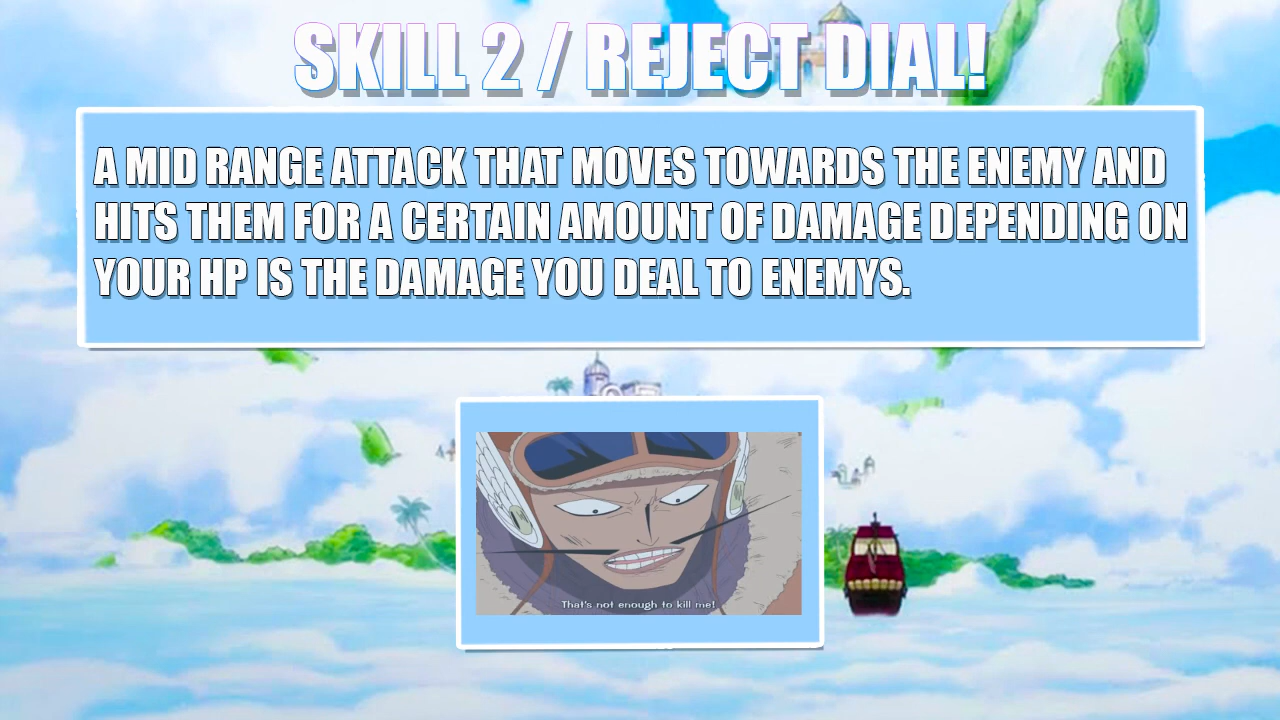 SKILL 2 / REJECT DIAL!
A MID RANGE ATTACK THAT MOVES TOWARDS THE ENEMY AND
HITS THEM FOR A CERTAIN AMOUNT OF DAMAGE DEPENDING ON
YOUR HP IS THE DAMAGE YOU DEAL TO ENEMYS.
That's not enough to kill me!